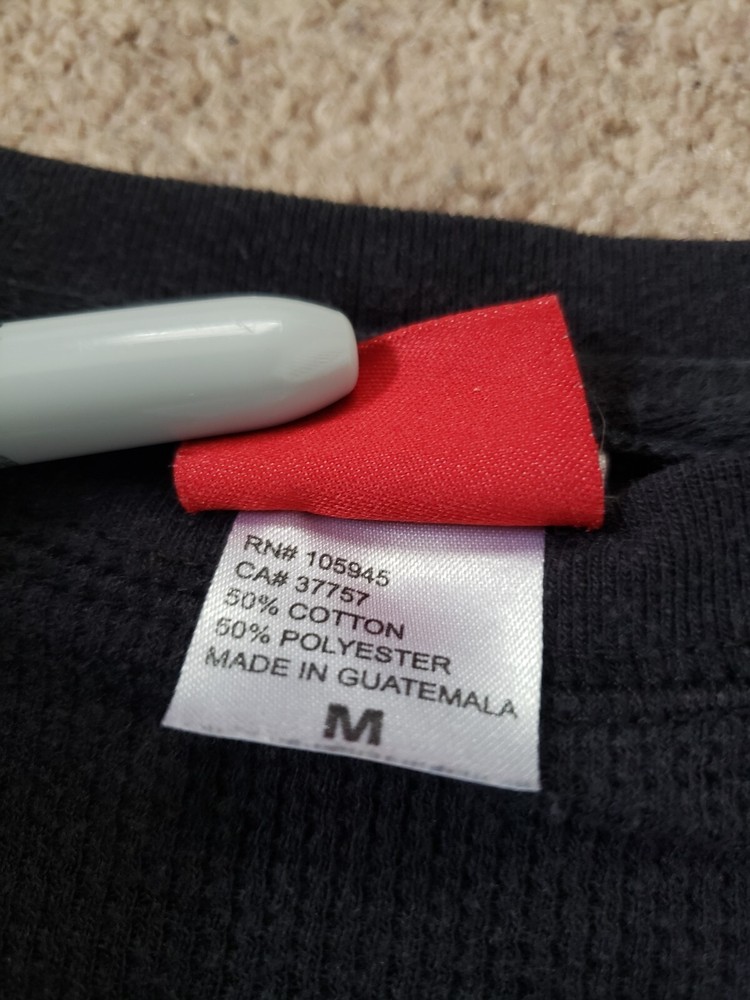 RN# 105945
CA# 37757
50% COTTON
50% POLYESTER
MADE IN GUATEMALA
M